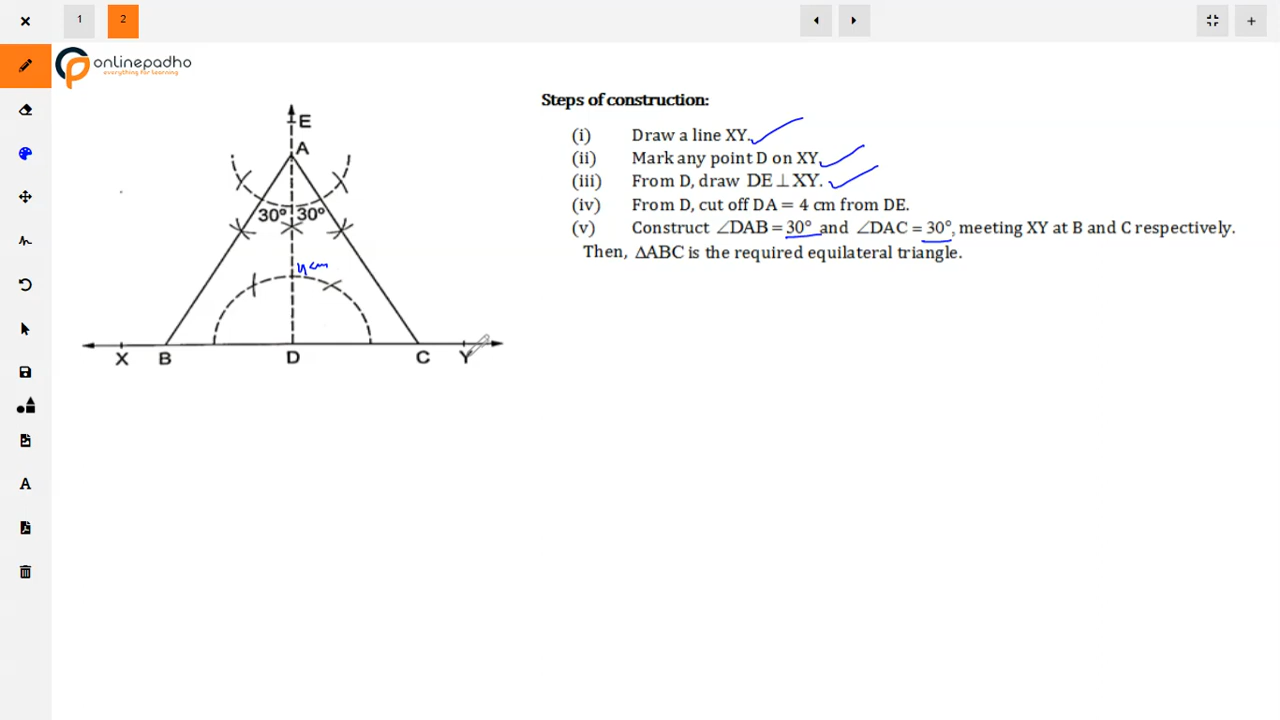 1
2
onlinepadho
everything for learning
Steps of construction:
(i) Draw a line XY.
(ii) Mark any point D on XY.
(iii) From D, draw DE⊥XY.
(iv) From D, cut off DA = 4 cm from DE.
(v) Construct ∠DAB = 30° and ∠DAC = 30°, meeting XY at B and C respectively.
Then, ΔABC is the required equilateral triangle.
E
A
30° 30°
4 cm
X B D C Y
A